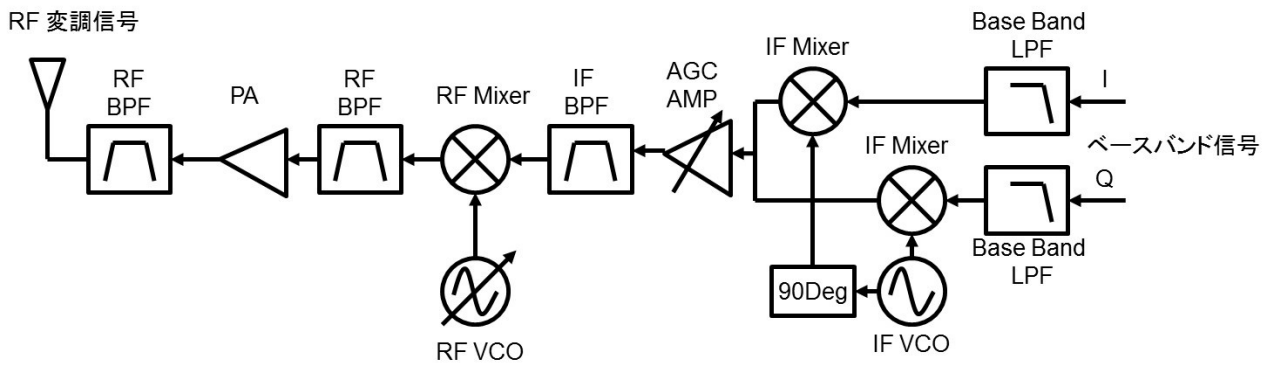 RF 変調信号
RF
BPF
PA
RF
BPF
RF Mixer
IF
BPF
AGC
AMP
IF Mixer
Base Band
LPF
I
IF Mixer
ベースバンド信号
Q
Base Band
LPF
90Deg
RF VCO
IF VCO